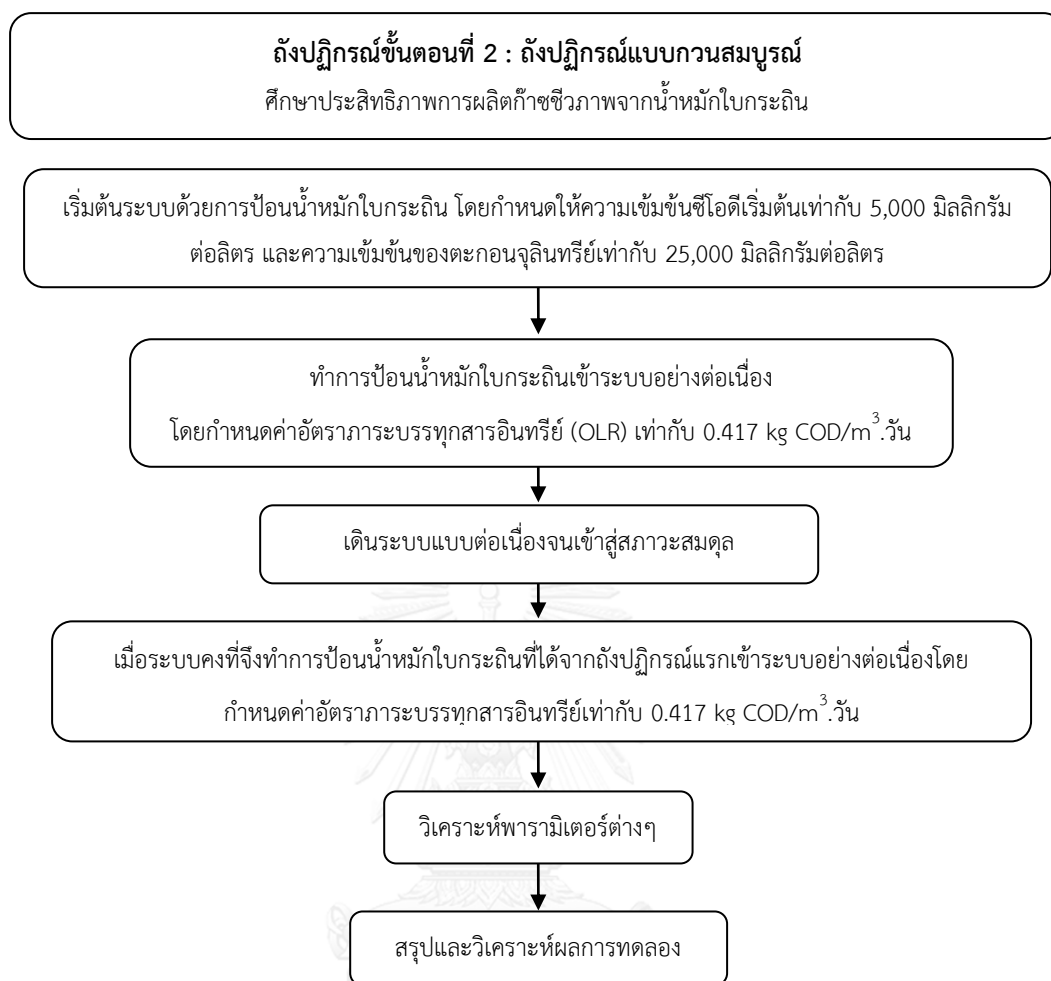 ถังปฏิกรณ์ขั้นตอนที่ 2 : ถังปฏิกรณ์แบบกวนสมบูรณ์
ศึกษาประสิทธิภาพการผลิตก๊าซชีวภาพจากน้ำหมักใบกระถิน
เริ่มต้นระบบด้วยการป้อนน้ำหมักใบกระถิน โดยกำหนดให้ความเข้มข้นซีโอดีเริ่มต้นเท่ากับ 5,000 มิลลิกรัม
ต่อลิตร และความเข้มข้นของตะกอนจุลินทรีย์เท่ากับ 25,000 มิลลิกรัมต่อลิตร
ทำการป้อนน้ำหมักใบกระถินเข้าระบบอย่างต่อเนื่อง
โดยกำหนดค่าอัตราภาระบรรทุกสารอินทรีย์ (OLR) เท่ากับ 0.417 kg COD/m³.วัน
เดินระบบแบบต่อเนื่องจนเข้าสู่สภาวะสมดุล
เมื่อระบบคงที่จึงทำการป้อนน้ำหมักใบกระถินที่ได้จากถังปฏิกรณ์แรกเข้าระบบอย่างต่อเนื่องโดย
กำหนดค่าอัตราภาระบรรทุกสารอินทรีย์เท่ากับ 0.417 kg COD/m³.วัน
วิเคราะห์พารามิเตอร์ต่างๆ
สรุปและวิเคราะห์ผลการทดลอง